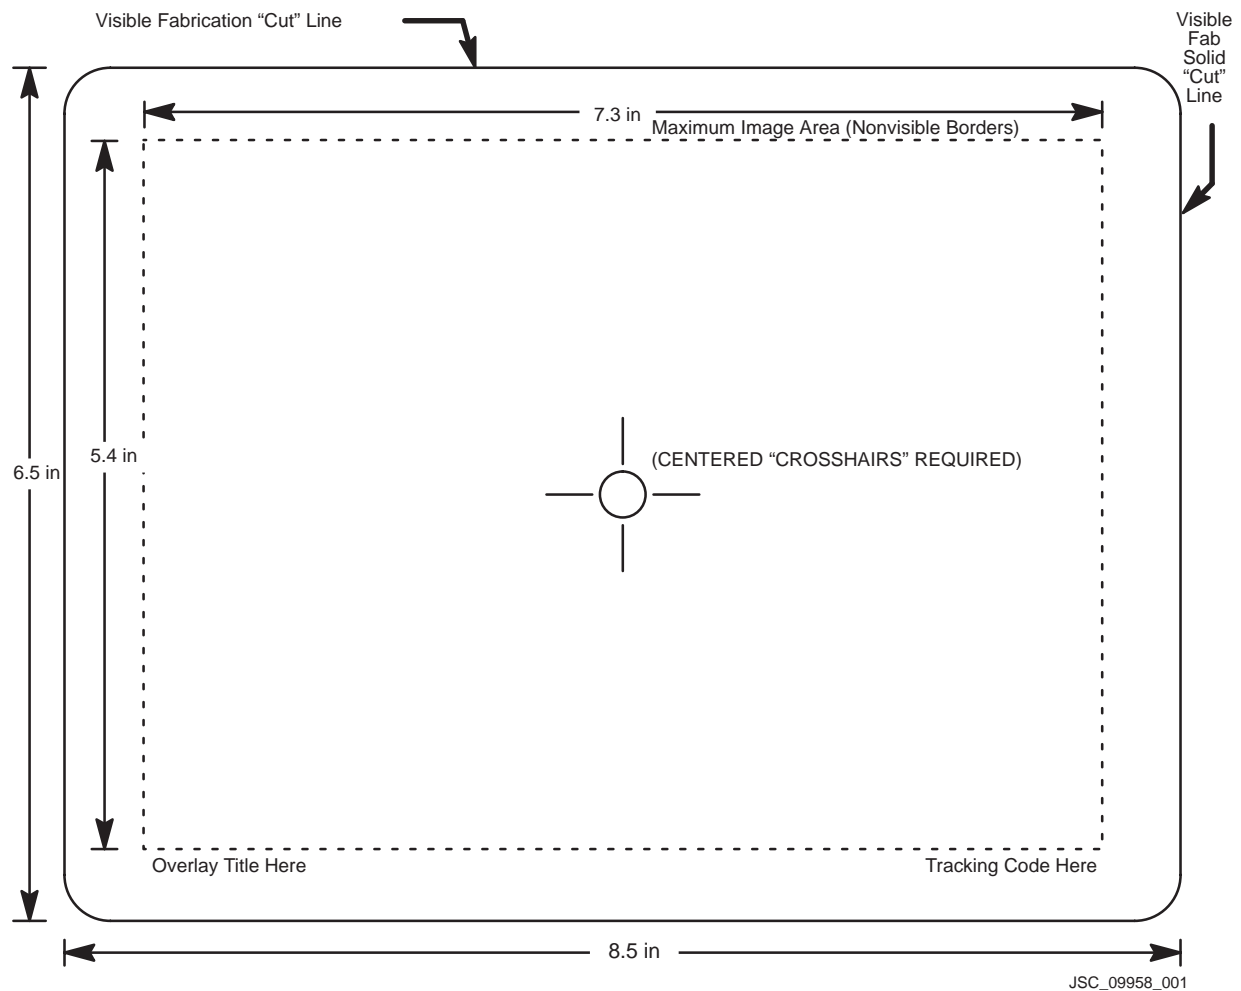 Visible Fabrication “Cut” Line
Visible
Fab
Solid
“Cut”
Line
7.3 in
Maximum Image Area (Nonvisible Borders)
5.4 in
6.5 in
(CENTERED “CROSSHAIRS” REQUIRED)
Overlay Title Here
Tracking Code Here
8.5 in
JSC_09958_001